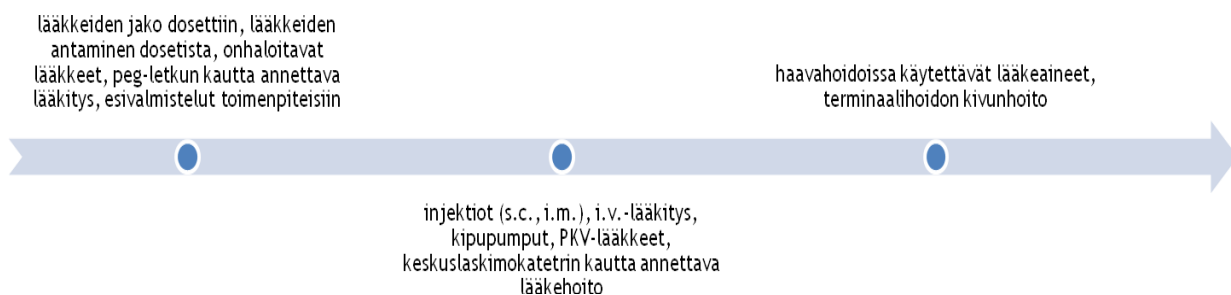 lääkkeiden jako dosettiin, lääkkeiden
antaminen dosetista, onhaloitavat
lääkkeet, peg-letkun kautta annettava
lääkitys, esivalmistelut toimenpiteisiin
injektiot (s.c., i.m.), i.v.-lääkitys,
kipupumput, PKV-lääkkeet,
keskuslaskimokatetrin kautta annettava
lääkehoito
haavahoidoissa käytettävät lääkeaineet,
terminaalihoidon kivunhoito